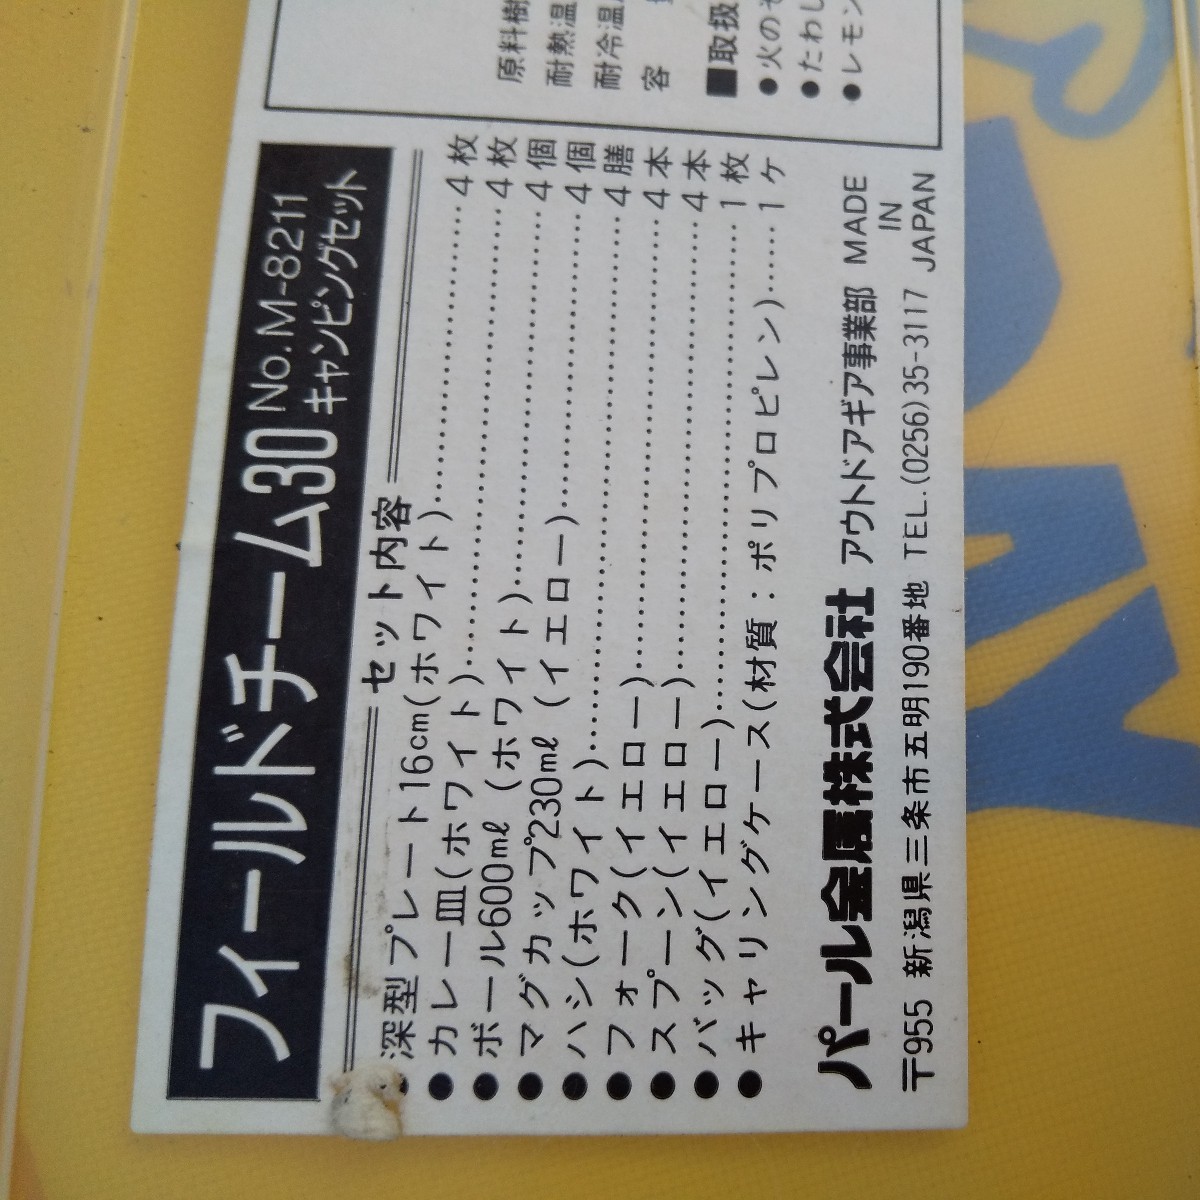 フィールドチーム30 No.M-8211
キャンピングセット
セット内容
●深型プレート16cm(ホワイト)……4枚
●カレー皿(ホワイト)……4枚
●ボール600㎖(ホワイト)……4個
●マグカップ230㎖(イエロー)……4個
●ハシ(ホワイト)……4膳
●フォーク(イエロー)……4本
●スプーン(イエロー)……4本
●バッグ(イエロー)……1枚
●キャリングケース(材質：ポリプロピレン)……1ケ
パール金属株式会社 アウトドアギア事業部
〒955 新潟県三条市五明190番地 TEL.(0256)35-3117
MADE
IN
JAPAN
原料樹
耐熱温
耐冷温
容
■取扱
●火の
●たわし
●レモン